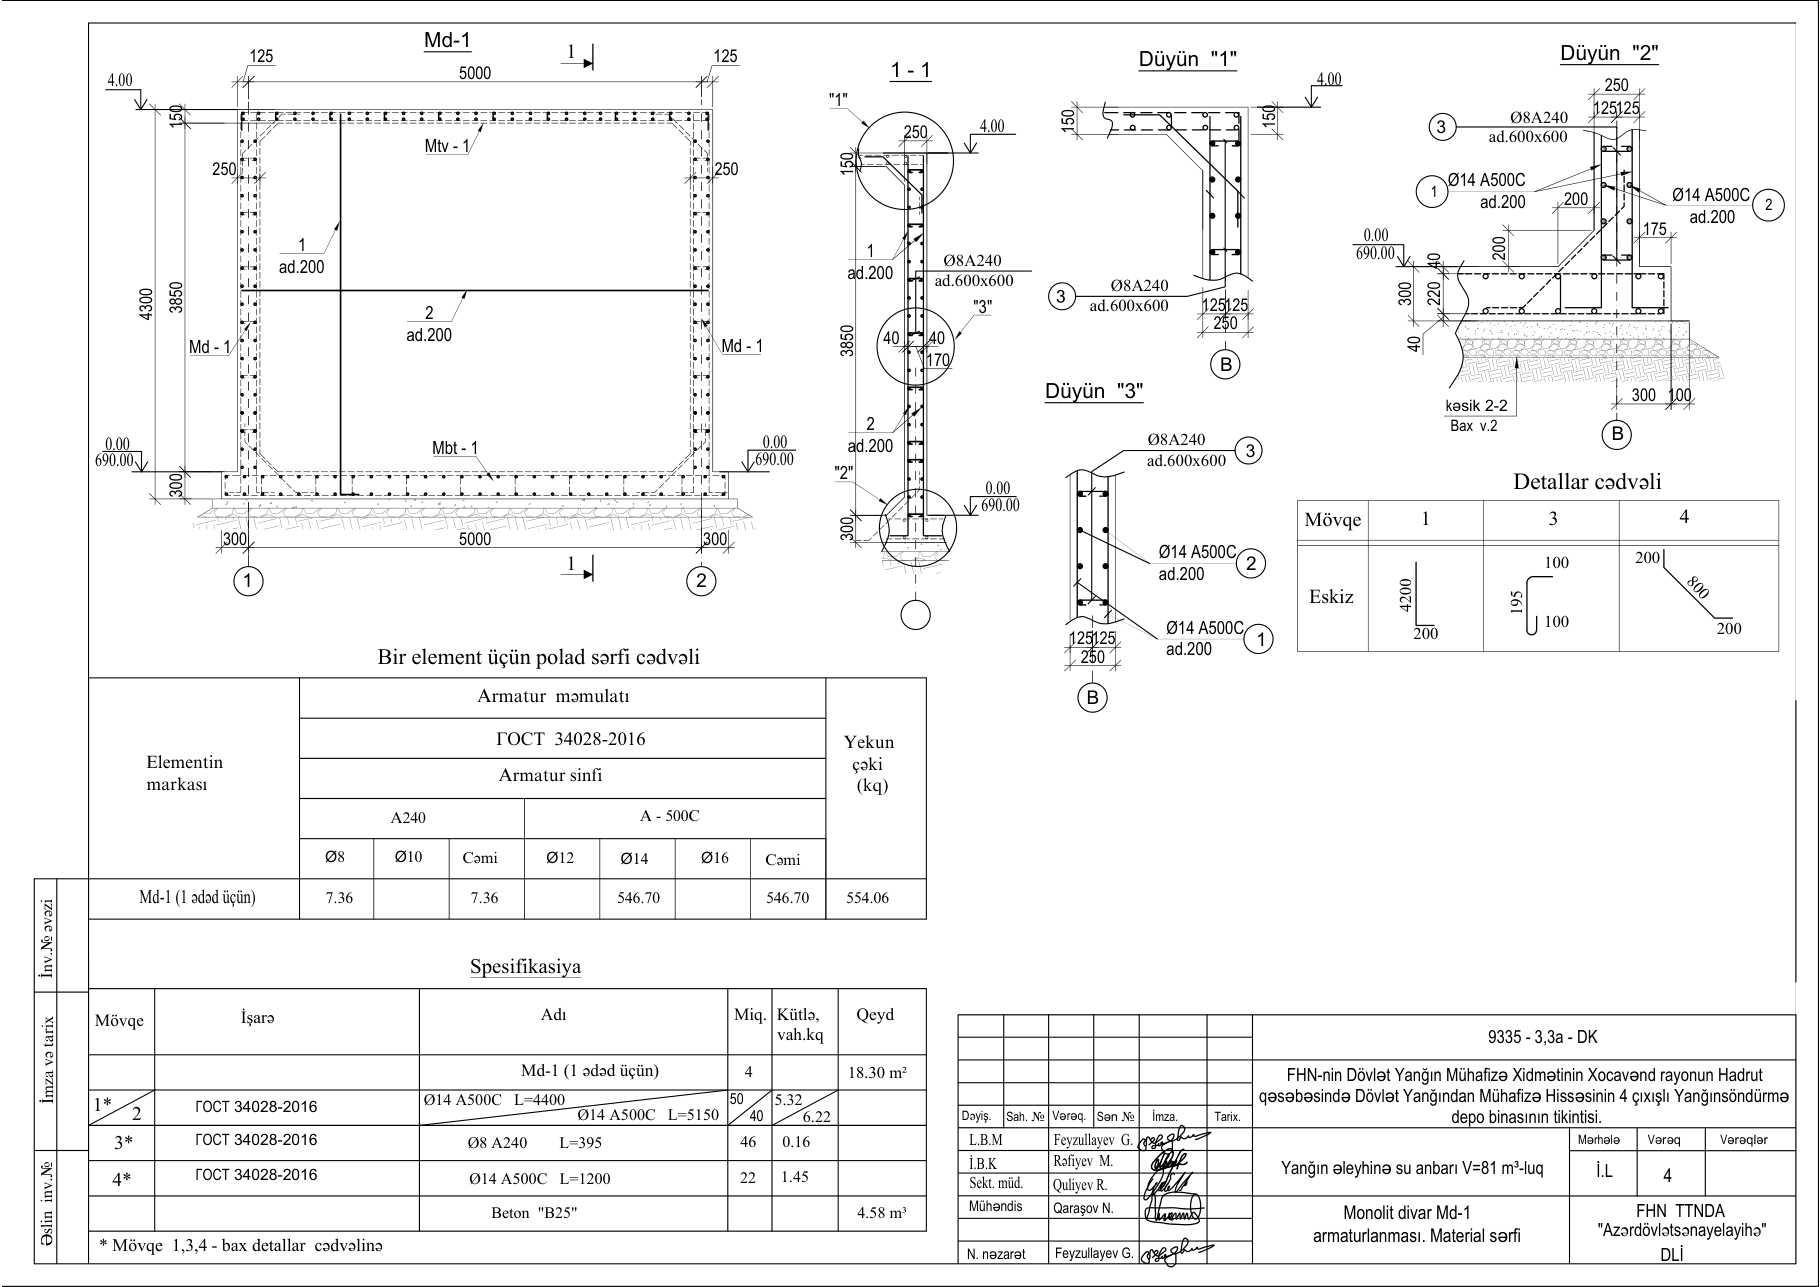 Md-1
125
5000
125
1
4.00
150
Mtv - 1
250
250
1
ad.200
4300
3850
2
ad.200
Md - 1
Md - 1
Mbt - 1
0.00
690.00
0.00
690.00
300
300
5000
300
1
1
2
1 - 1
"1"
250
4.00
150
1
ad.200
Ø8A240
ad.600x600
"3"
3850
40
40
170
2
ad.200
"2"
0.00
690.00
300
Düyün "1"
4.00
150
150
3
Ø8A240
ad.600x600
125
125
250
B
Düyün "2"
250
125
125
3
Ø8A240
ad.600x600
1
Ø14 A500C
ad.200
Ø14 A500C
ad.200
2
200
200
175
0.00
690.00
40
300
220
40
300
100
kəsik 2-2
Bax v.2
B
Düyün "3"
Ø8A240
ad.600x600
3
Ø14 A500C
ad.200
2
Ø14 A500C
ad.200
1
125
125
250
B
Detallar cədvəli
Mövqe
1
3
4
Eskiz
4200
200
100
195
100
200
800
200
Bir element üçün polad sərfi cədvəli
Elementin
markası
Armatur məmulatı
ГОСТ 34028-2016
Armatur sinfi
Yekun
çəki
(kq)
A240
A - 500C
Ø8
Ø10
Cəmi
Ø12
Ø14
Ø16
Cəmi
Md-1 (1 ədəd üçün)
7.36
7.36
546.70
546.70
554.06
Spesifikasiya
Mövqe
İşarə
Adı
Miq.
Kütlə,
vah.kq
Qeyd
Md-1 (1 ədəd üçün)
4
18.30 m²
1*
2
ГОСТ 34028-2016
Ø14 A500C L=4400
Ø14 A500C L=5150
50
40
5.32
6.22
3*
ГОСТ 34028-2016
Ø8 A240 L=395
46
0.16
4*
ГОСТ 34028-2016
Ø14 A500C L=1200
22
1.45
Beton "B25"
4.58 m³
* Mövqe 1,3,4 - bax detallar cədvəlinə
İnv.№ əvəzi
İmza və tarix
Əslin inv.№
9335 - 3,3a - DK
FHN-nin Dövlət Yanğın Mühafizə Xidmətinin Xocavənd rayonun Hadrut
qəsəbəsində Dövlət Yanğından Mühafizə Hissəsinin 4 çıxışlı Yanğınsöndürmə
depo binasının tikintisi.
Dəyiş.
Sah. №
Vərəq.
Sən №
İmza.
Tarix.
L.B.M
Feyzullayev G.
İ.B.K
Rəfiyev M.
Sekt. müd.
Quliyev R.
Mühəndis
Qaraşov N.
N. nəzarət
Feyzullayev G.
Yanğın əleyhinə su anbarı V=81 m³-luq
Mərhələ
Vərəq
Vərəqlər
İ.L
4
Monolit divar Md-1
armaturlanması. Material sərfi
FHN TTNDA
"Azərdövlətsənayelayihə"
DLİ